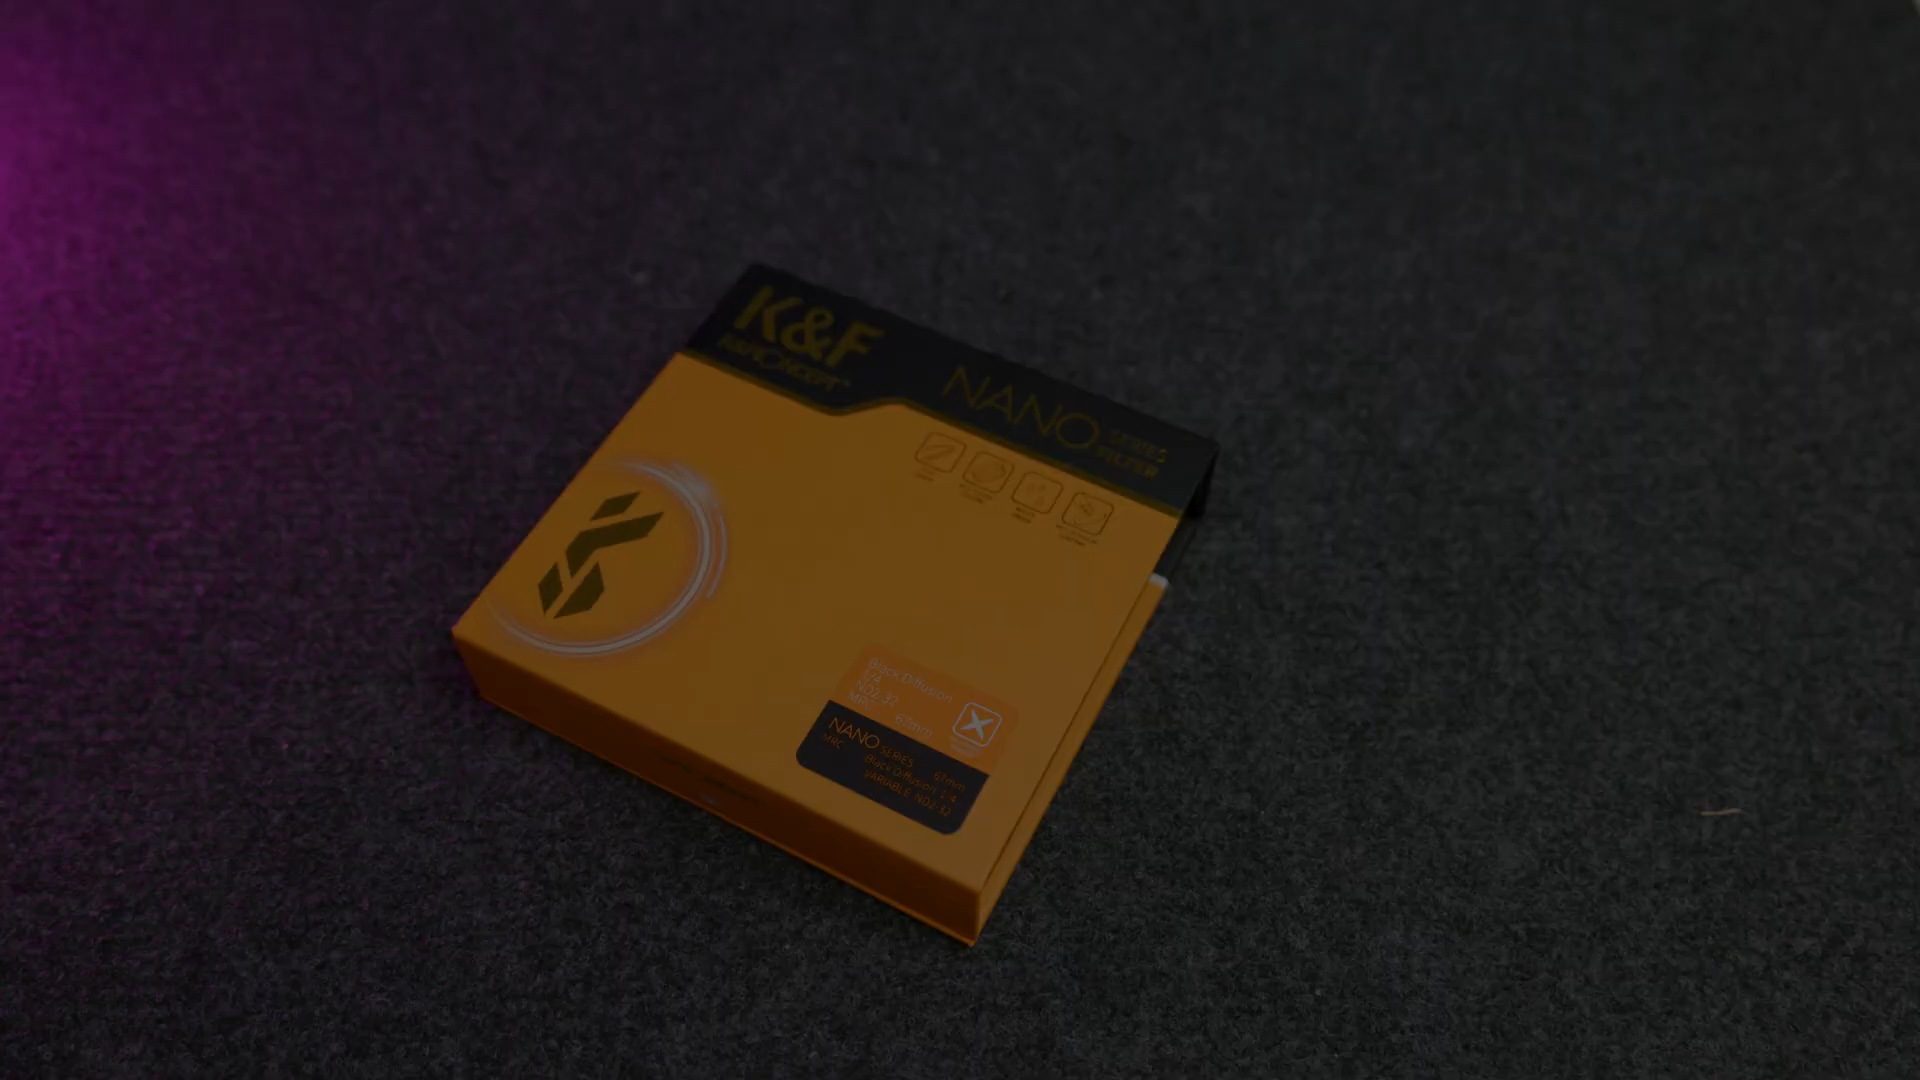 K&F
CONCEPT
NANO SERIES
FILTER
Black Diffusion
1/4
ND2-32
MRC 67mm
NANO SERIES 67mm
MRC Black Diffusion 1/4
VARIABLE ND2-32